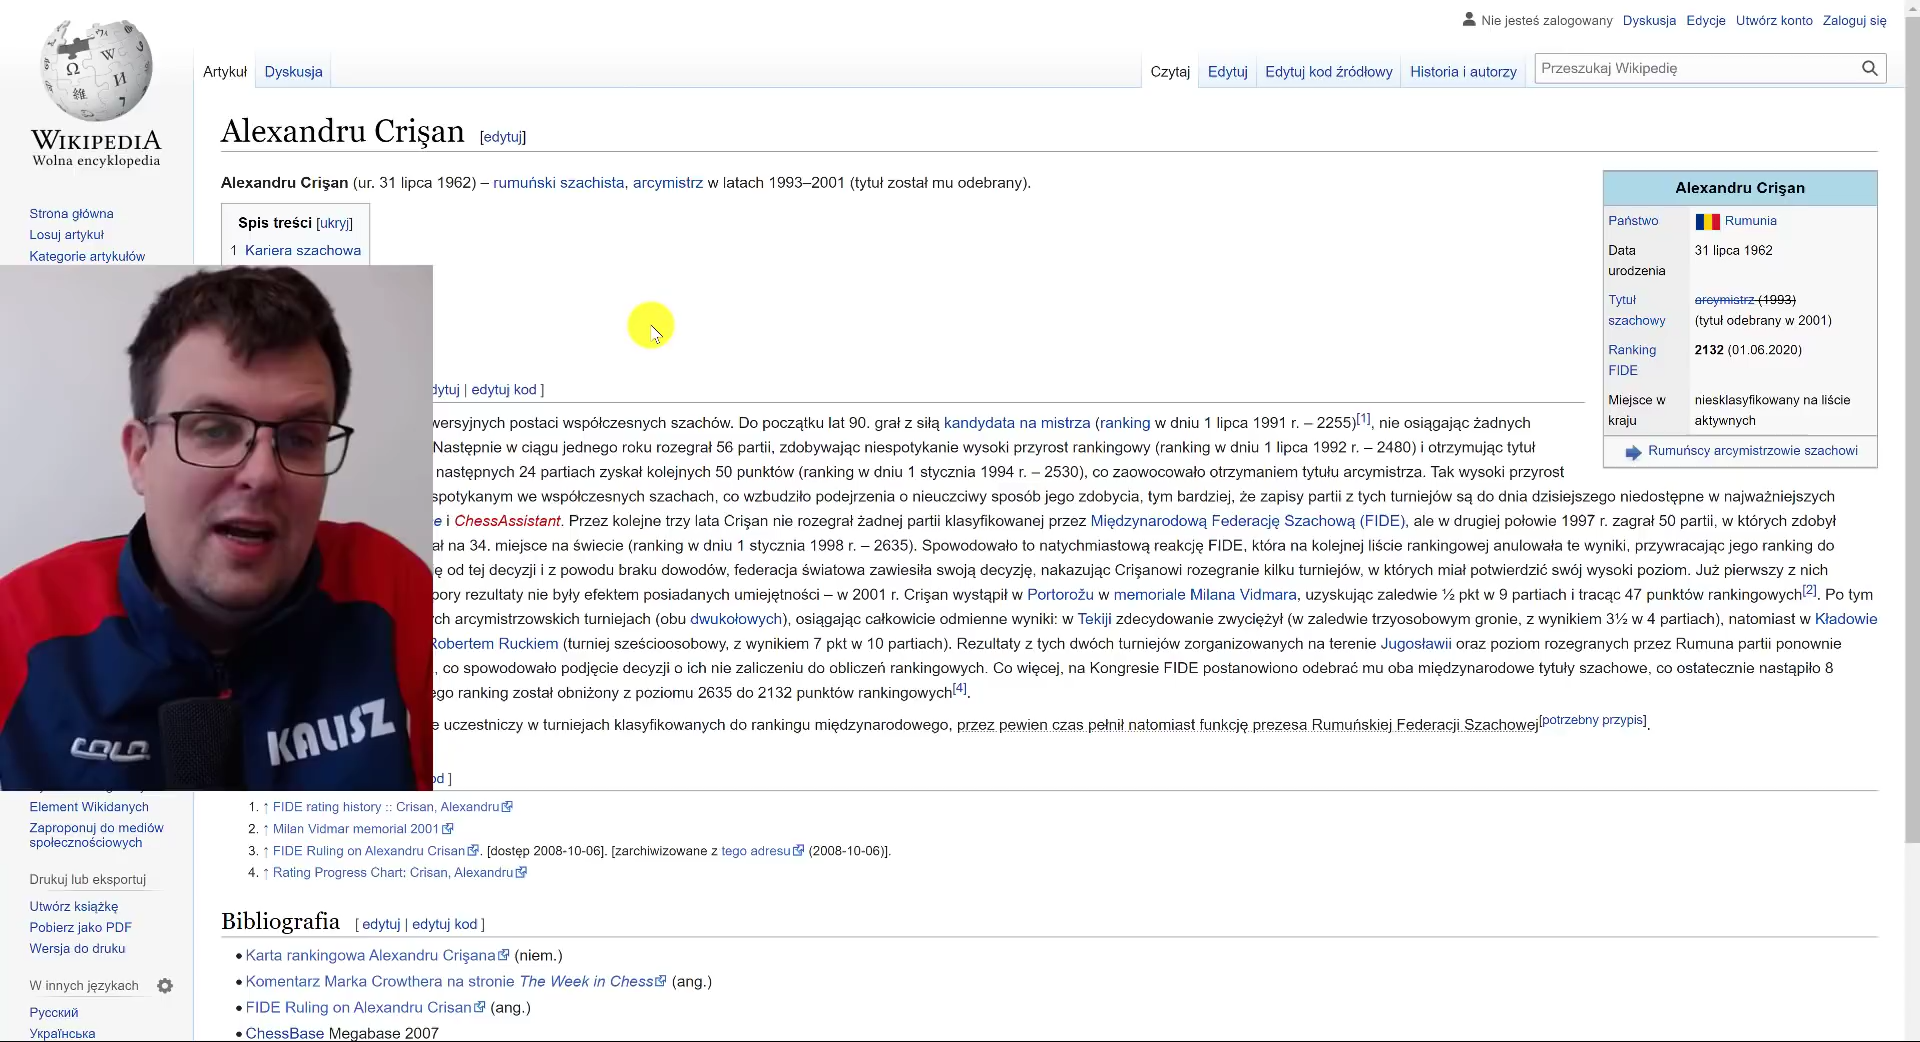 Nie jesteś zalogowany Dyskusja Edycje Utwórz konto Zaloguj się
Artykuł Dyskusja Czytaj Edytuj Edytuj kod źródłowy Historia i autorzy Przeszukaj Wikipedię
WIKIPEDIA
Wolna encyklopedia
Strona główna
Losuj artykuł
Kategorie artykułów
Alexandru Crişan [edytuj]
Alexandru Crişan (ur. 31 lipca 1962) – rumuński szachista, arcymistrz w latach 1993–2001 (tytuł został mu odebrany).
Spis treści [ukryj]
1 Kariera szachowa
Alexandru Crişan
Państwo Rumunia
Data urodzenia 31 lipca 1962
Tytuł szachowy arcymistrz (1993)
(tytuł odebrany w 2001)
Ranking FIDE 2132 (01.06.2020)
Miejsce w kraju niesklasyfikowany na liście aktywnych
Rumuńscy arcymistrzowie szachowi
dytuj | edytuj kod ]
wersyjnych postaci współczesnych szachów. Do początku lat 90. grał z siłą kandydata na mistrza (ranking w dniu 1 lipca 1991 r. – 2255)[1], nie osiągając żadnych
Następnie w ciągu jednego roku rozegrał 56 partii, zdobywając niespotykanie wysoki przyrost rankingowy (ranking w dniu 1 lipca 1992 r. – 2480) i otrzymując tytuł
następnych 24 partiach zyskał kolejnych 50 punktów (ranking w dniu 1 stycznia 1994 r. – 2530), co zaowocowało otrzymaniem tytułu arcymistrza. Tak wysoki przyrost
spotykanym we współczesnych szachach, co wzbudziło podejrzenia o nieuczciwy sposób jego zdobycia, tym bardziej, że zapisy partii z tych turniejów są do dnia dzisiejszego niedostępne w najważniejszych
e i ChessAssistant. Przez kolejne trzy lata Crişan nie rozegrał żadnej partii klasyfikowanej przez Międzynarodową Federację Szachową (FIDE), ale w drugiej połowie 1997 r. zagrał 50 partii, w których zdobył
ał na 34. miejsce na świecie (ranking w dniu 1 stycznia 1998 r. – 2635). Spowodowało to natychmiastową reakcję FIDE, która na kolejnej liście rankingowej anulowała te wyniki, przywracając jego ranking do
ę od tej decyzji i z powodu braku dowodów, federacja światowa zawiesiła swoją decyzję, nakazując Crişanowi rozegranie kilku turniejów, w których miał potwierdzić swój wysoki poziom. Już pierwszy z nich
pory rezultaty nie były efektem posiadanych umiejętności – w 2001 r. Crişan wystąpił w Portorožu w memoriale Milana Vidmara, uzyskując zaledwie ½ pkt w 9 partiach i tracąc 47 punktów rankingowych[2]. Po tym
ych arcymistrzowskich turniejach (obu dwukołowych), osiągając całkowicie odmienne wyniki: w Tekiji zdecydowanie zwyciężył (w zaledwie trzyosobowym gronie, z wynikiem 3½ w 4 partiach), natomiast w Kładowie
Robertem Ruckiem (turniej sześcioosobowy, z wynikiem 7 pkt w 10 partiach). Rezultaty z tych dwóch turniejów zorganizowanych na terenie Jugosławii oraz poziom rozegranych przez Rumuna partii ponownie
, co spowodowało podjęcie decyzji o ich nie zaliczeniu do obliczeń rankingowych. Co więcej, na Kongresie FIDE postanowiono odebrać mu oba międzynarodowe tytuły szachowe, co ostatecznie nastąpiło 8
ego ranking został obniżony z poziomu 2635 do 2132 punktów rankingowych[4].
e uczestniczy w turniejach klasyfikowanych do rankingu międzynarodowego, przez pewien czas pełnił natomiast funkcję prezesa Rumuńskiej Federacji Szachowej[potrzebny przypis].
od ]
KALISZ
COLO
1. ↑ FIDE rating history :: Crisan, Alexandru
2. ↑ Milan Vidmar memorial 2001
3. ↑ FIDE Ruling on Alexandru Crisan. [dostęp 2008-10-06]. [zarchiwizowane z tego adresu (2008-10-06)].
4. ↑ Rating Progress Chart: Crisan, Alexandru
Element Wikidanych
Zaproponuj do mediów
społecznościowych
Drukuj lub eksportuj
Utwórz książkę
Pobierz jako PDF
Wersja do druku
W innych językach
Русский
Українська
Bibliografia [ edytuj | edytuj kod ]
• Karta rankingowa Alexandru Crişana (niem.)
• Komentarz Marka Crowthera na stronie The Week in Chess (ang.)
• FIDE Ruling on Alexandru Crisan (ang.)
• ChessBase Megabase 2007